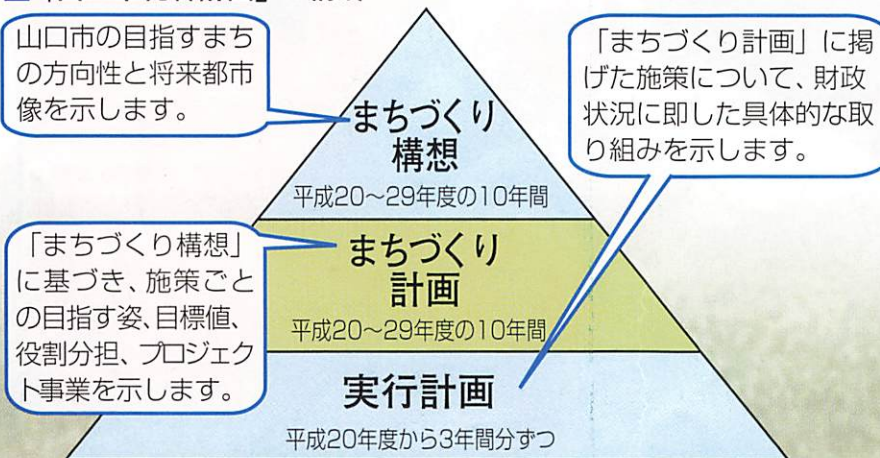 山口市の目指すまち
の方向性と将来都市
像を示します。
「まちづくり計画」に掲
げた施策について、財政
状況に即した具体的な取
り組みを示します。
まちづくり
構想
平成20～29年度の10年間
「まちづくり構想」
に基づき、施策ごと
の目指す姿、目標値、
役割分担、プロジェク
ト事業を示します。
まちづくり
計画
平成20～29年度の10年間
実行計画
平成20年度から3年間分ずつ